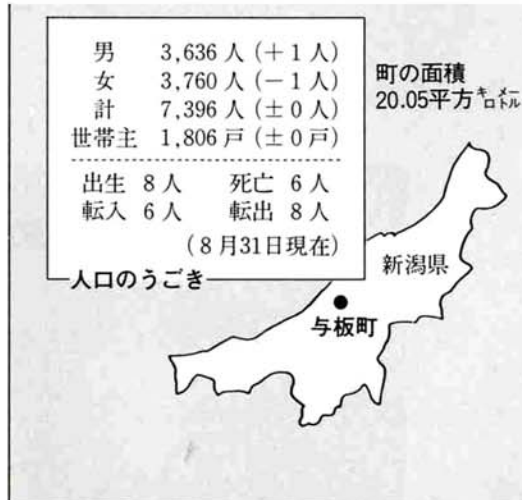 男 3,636人(+1人)
女 3,760人(-1人)
計 7,396人(±0人)
世帯主 1,806戸(±0戸)
出生 8人 死亡 6人
転入 6人 転出 8人
(8月31日現在)
人口のうごき
町の面積
20.05平方キロメートル
新潟県
与板町